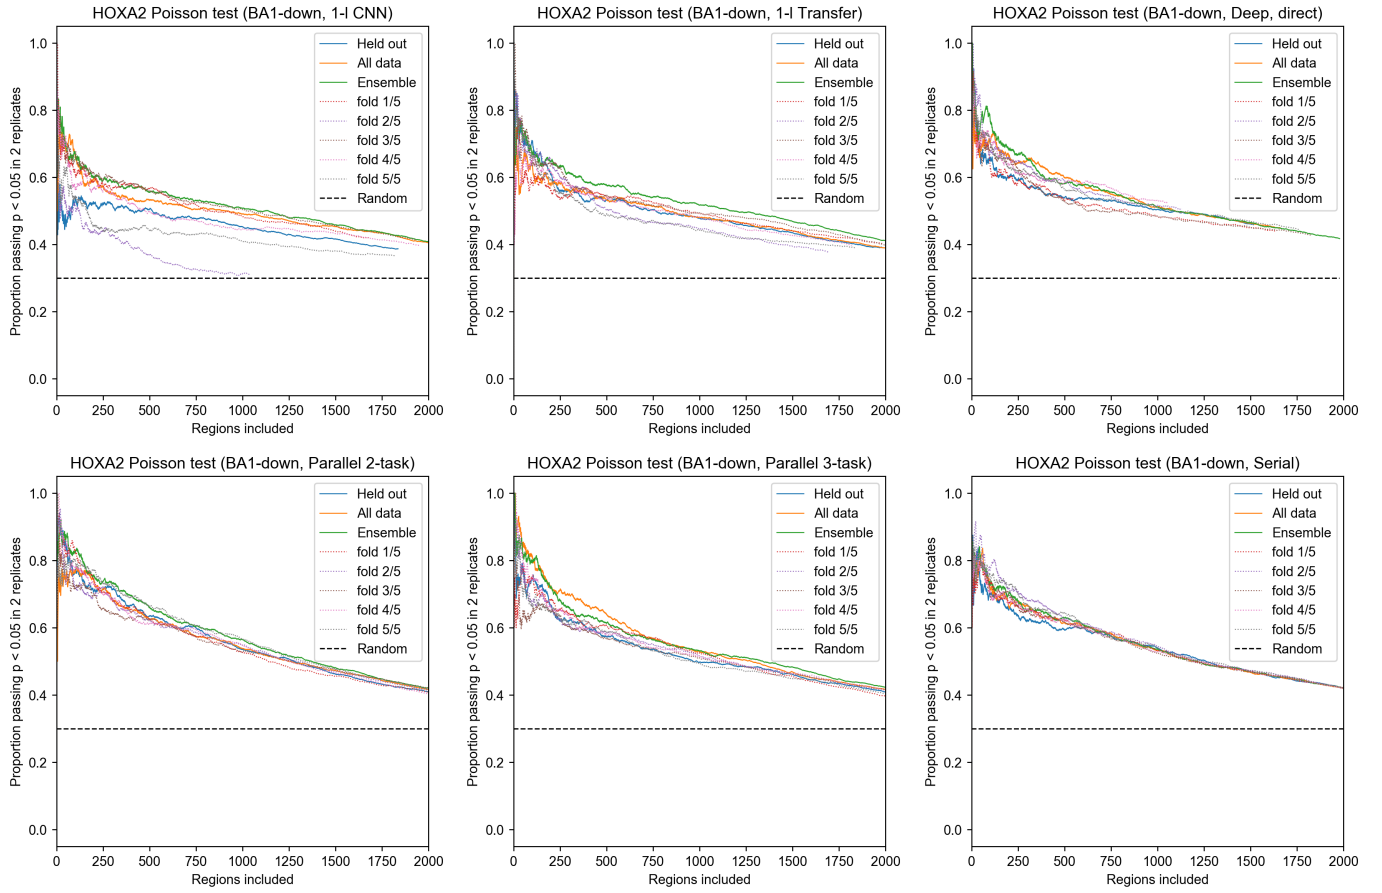 HOXA2 Poisson test (BA1-down, 1-l CNN)
Proportion passing p < 0.05 in 2 replicates
1.0
0.8
0.6
0.4
0.2
0.0
Held out
All data
Ensemble
fold 1/5
fold 2/5
fold 3/5
fold 4/5
fold 5/5
Random
0 250 500 750 1000 1250 1500 1750 2000
Regions included
HOXA2 Poisson test (BA1-down, 1-l Transfer)
Proportion passing p < 0.05 in 2 replicates
1.0
0.8
0.6
0.4
0.2
0.0
Held out
All data
Ensemble
fold 1/5
fold 2/5
fold 3/5
fold 4/5
fold 5/5
Random
0 250 500 750 1000 1250 1500 1750 2000
Regions included
HOXA2 Poisson test (BA1-down, Deep, direct)
Proportion passing p < 0.05 in 2 replicates
1.0
0.8
0.6
0.4
0.2
0.0
Held out
All data
Ensemble
fold 1/5
fold 2/5
fold 3/5
fold 4/5
fold 5/5
Random
0 250 500 750 1000 1250 1500 1750 2000
Regions included
HOXA2 Poisson test (BA1-down, Parallel 2-task)
Proportion passing p < 0.05 in 2 replicates
1.0
0.8
0.6
0.4
0.2
0.0
Held out
All data
Ensemble
fold 1/5
fold 2/5
fold 3/5
fold 4/5
fold 5/5
Random
0 250 500 750 1000 1250 1500 1750 2000
Regions included
HOXA2 Poisson test (BA1-down, Parallel 3-task)
Proportion passing p < 0.05 in 2 replicates
1.0
0.8
0.6
0.4
0.2
0.0
Held out
All data
Ensemble
fold 1/5
fold 2/5
fold 3/5
fold 4/5
fold 5/5
Random
0 250 500 750 1000 1250 1500 1750 2000
Regions included
HOXA2 Poisson test (BA1-down, Serial)
Proportion passing p < 0.05 in 2 replicates
1.0
0.8
0.6
0.4
0.2
0.0
Held out
All data
Ensemble
fold 1/5
fold 2/5
fold 3/5
fold 4/5
fold 5/5
Random
0 250 500 750 1000 1250 1500 1750 2000
Regions included